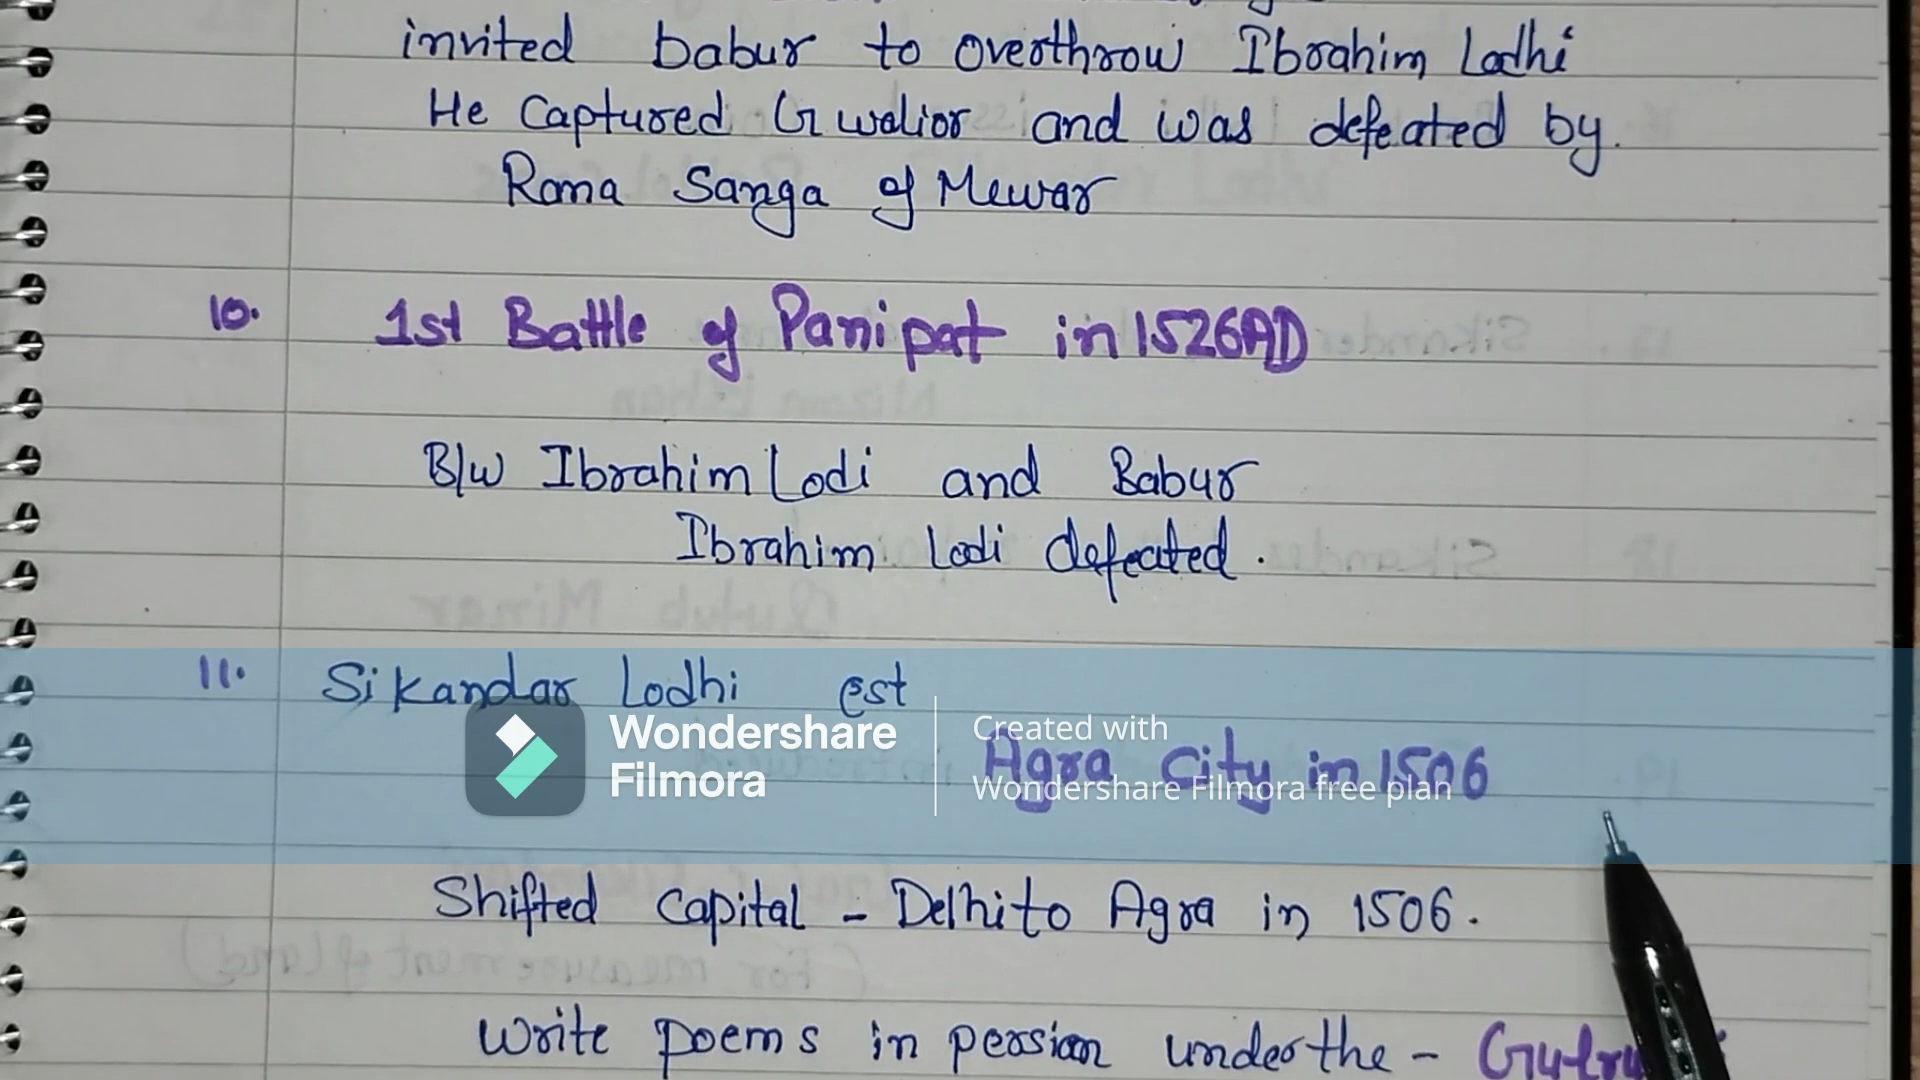 invited babur to overthrow Ibrahim Lodhi
He Captured Gwalior and was defeated by.
Rana Sanga of Mewar
10. 1st Battle of Panipat in 1526AD
B/w Ibrahim Lodi and Babur
Ibrahim Lodi defeated.
11. Sikandar Lodhi est
Wondershare Filmora
Created with
Wondershare Filmora free plan
Agra City in 1506
Shifted capital - Delhi to Agra in 1506.
Write poems in persian under the -